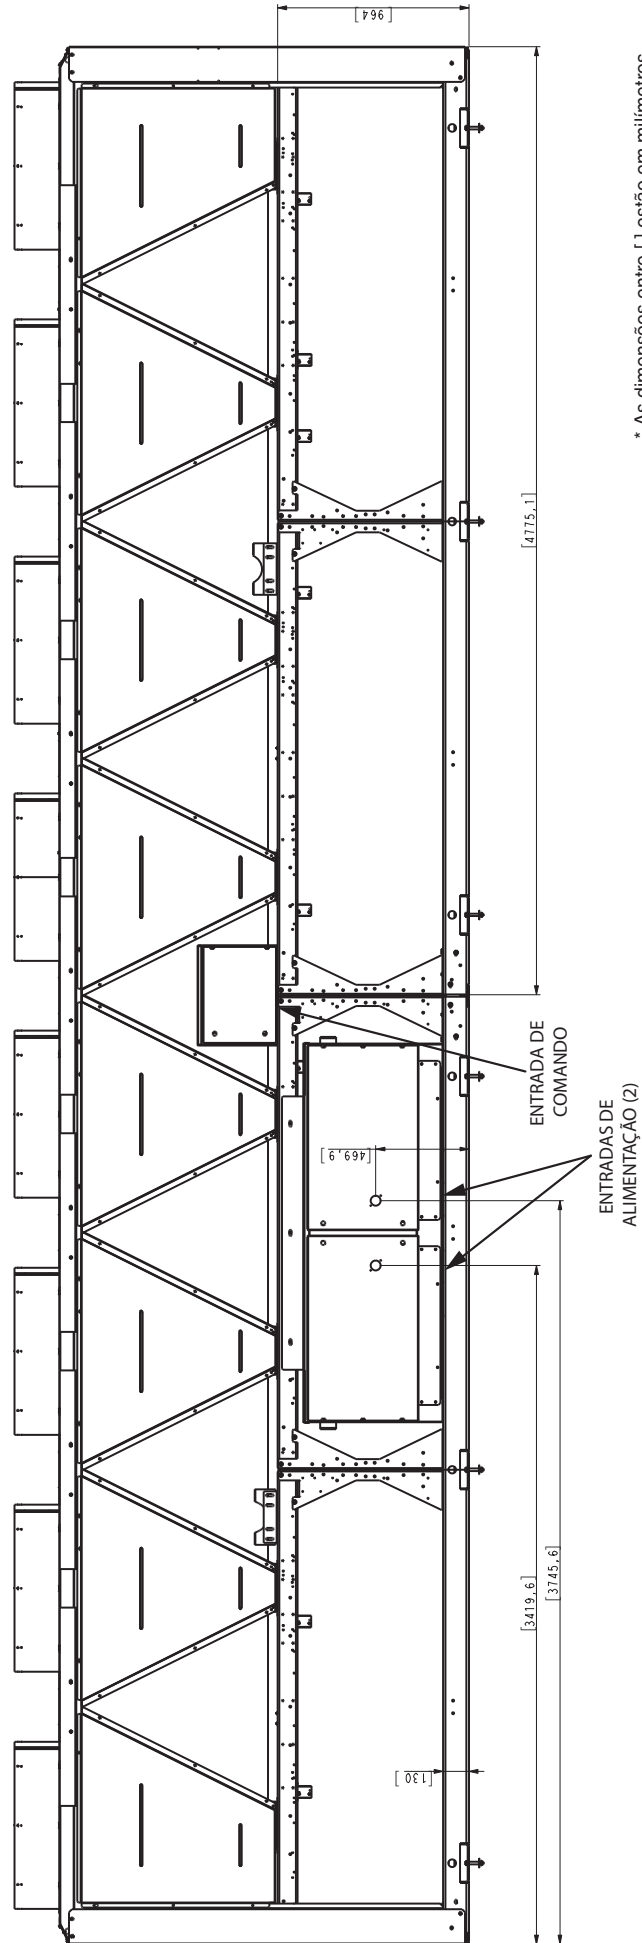 [964]
[4775,1]
ENTRADA DE
COMANDO
[469,9]
ENTRADAS DE
ALIMENTAÇÃO (2)
[3419,6]
[3745,6]
[130]
* As dimensões entre [ ] estão em milímetros